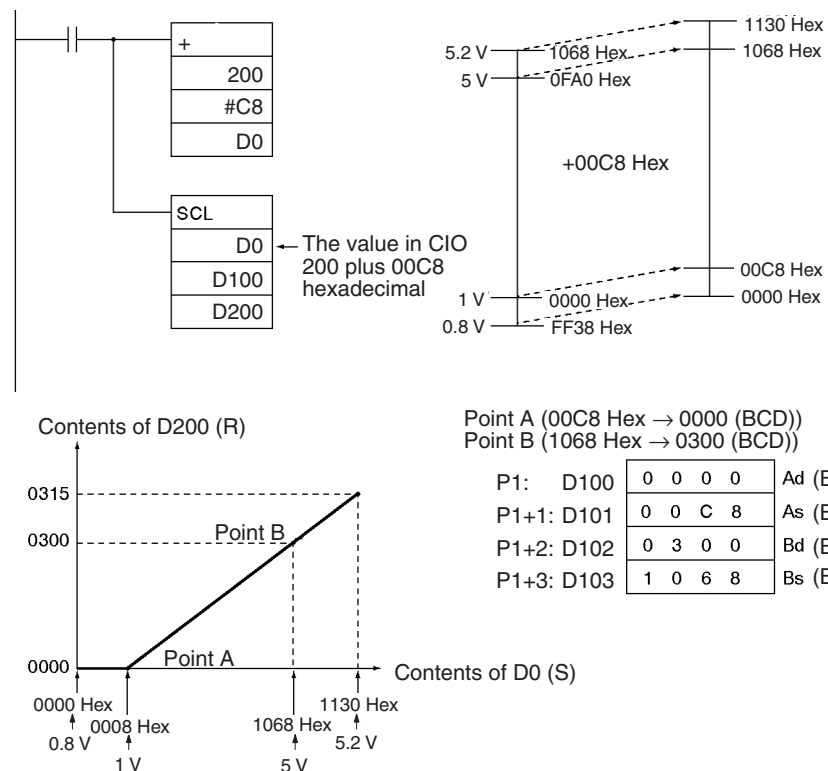 +
200
#C8
D0
SCL
D0
D100
D200
The value in CIO
200 plus 00C8
hexadecimal
5.2 V
1068 Hex
1130 Hex
5 V
0FA0 Hex
1068 Hex
+00C8 Hex
1 V
0000 Hex
00C8 Hex
0.8 V
FF38 Hex
0000 Hex
Contents of D200 (R)
0315
0300
Point B
0000
Point A
Contents of D0 (S)
0000 Hex
0008 Hex
1068 Hex
1130 Hex
0.8 V
1 V
5 V
5.2 V
Point A (00C8 Hex → 0000 (BCD))
Point B (1068 Hex → 0300 (BCD))
P1: D100 0 0 0 0 Ad
P1+1: D101 0 0 C 8 As
P1+2: D102 0 3 0 0 Bd
P1+3: D103 1 0 6 8 Bs